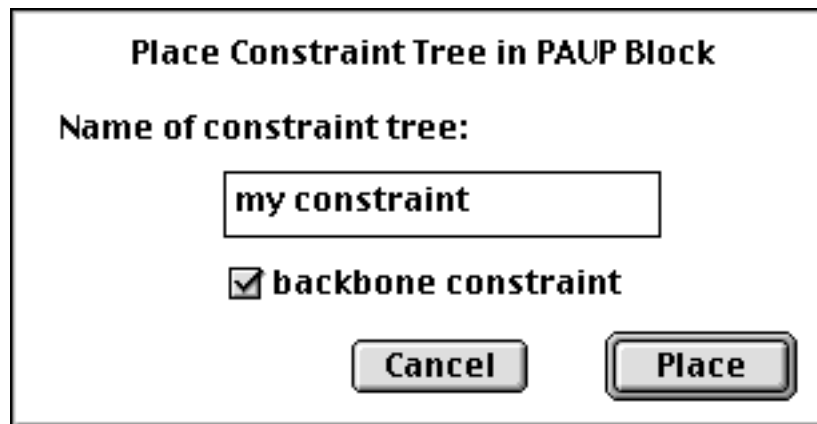 Place Constraint Tree in PAUP Block
Name of constraint tree:
my constraint
backbone constraint
Cancel Place